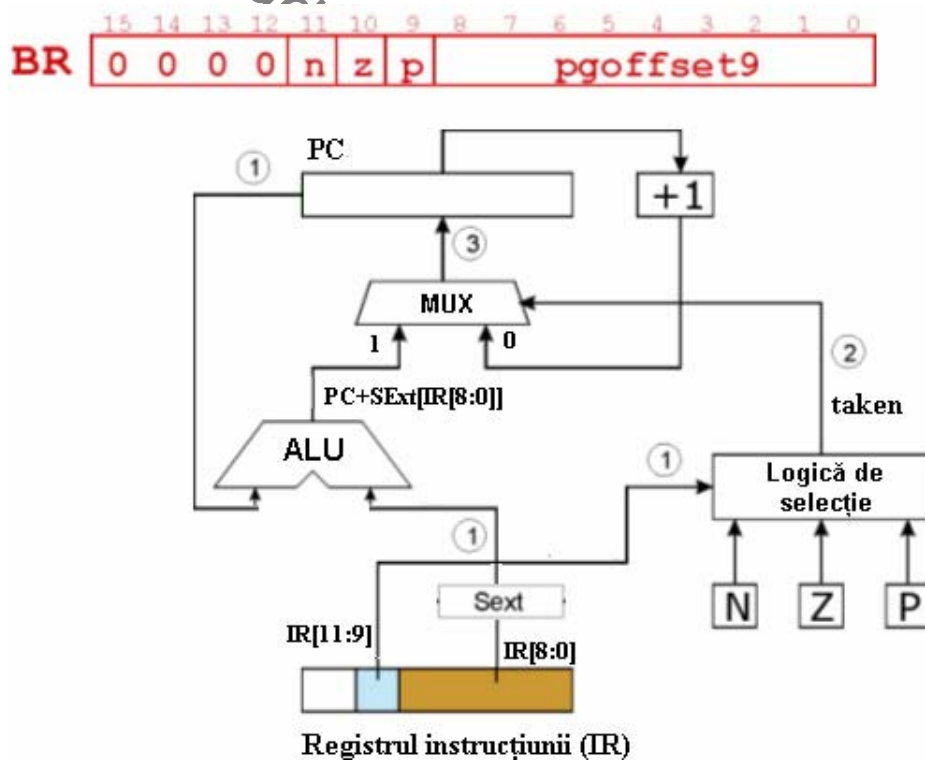 15 14 13 12 11 10 9 8 7 6 5 4 3 2 1 0
BR 0 0 0 0 n z p pgoffset9
PC
1
+1
3
MUX
1
0
2
PC+SExt[IR[8:0]]
taken
ALU
1
Logică de
selecție
1
Sext
N Z P
IR[11:9]
IR[8:0]
Registrul instrucțiunii (IR)